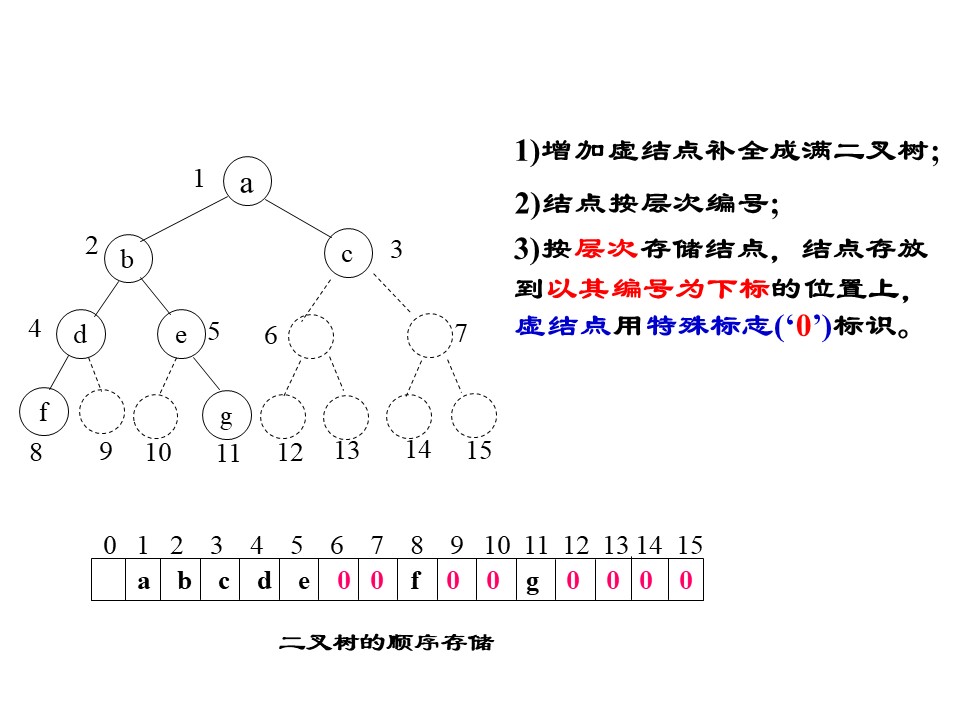 1)增加虚结点补全成满二叉树;
2)结点按层次编号;
3)按层次存储结点，结点存放
到以其编号为下标的位置上，
虚结点用特殊标志(‘0’)标识。
1 a
2 b c 3
4 d e 5 6 7
f g
8 9 10 11 12 13 14 15
0 1 2 3 4 5 6 7 8 9 10 11 12 13 14 15
a b c d e 0 0 f 0 0 g 0 0 0 0
二叉树的顺序存储